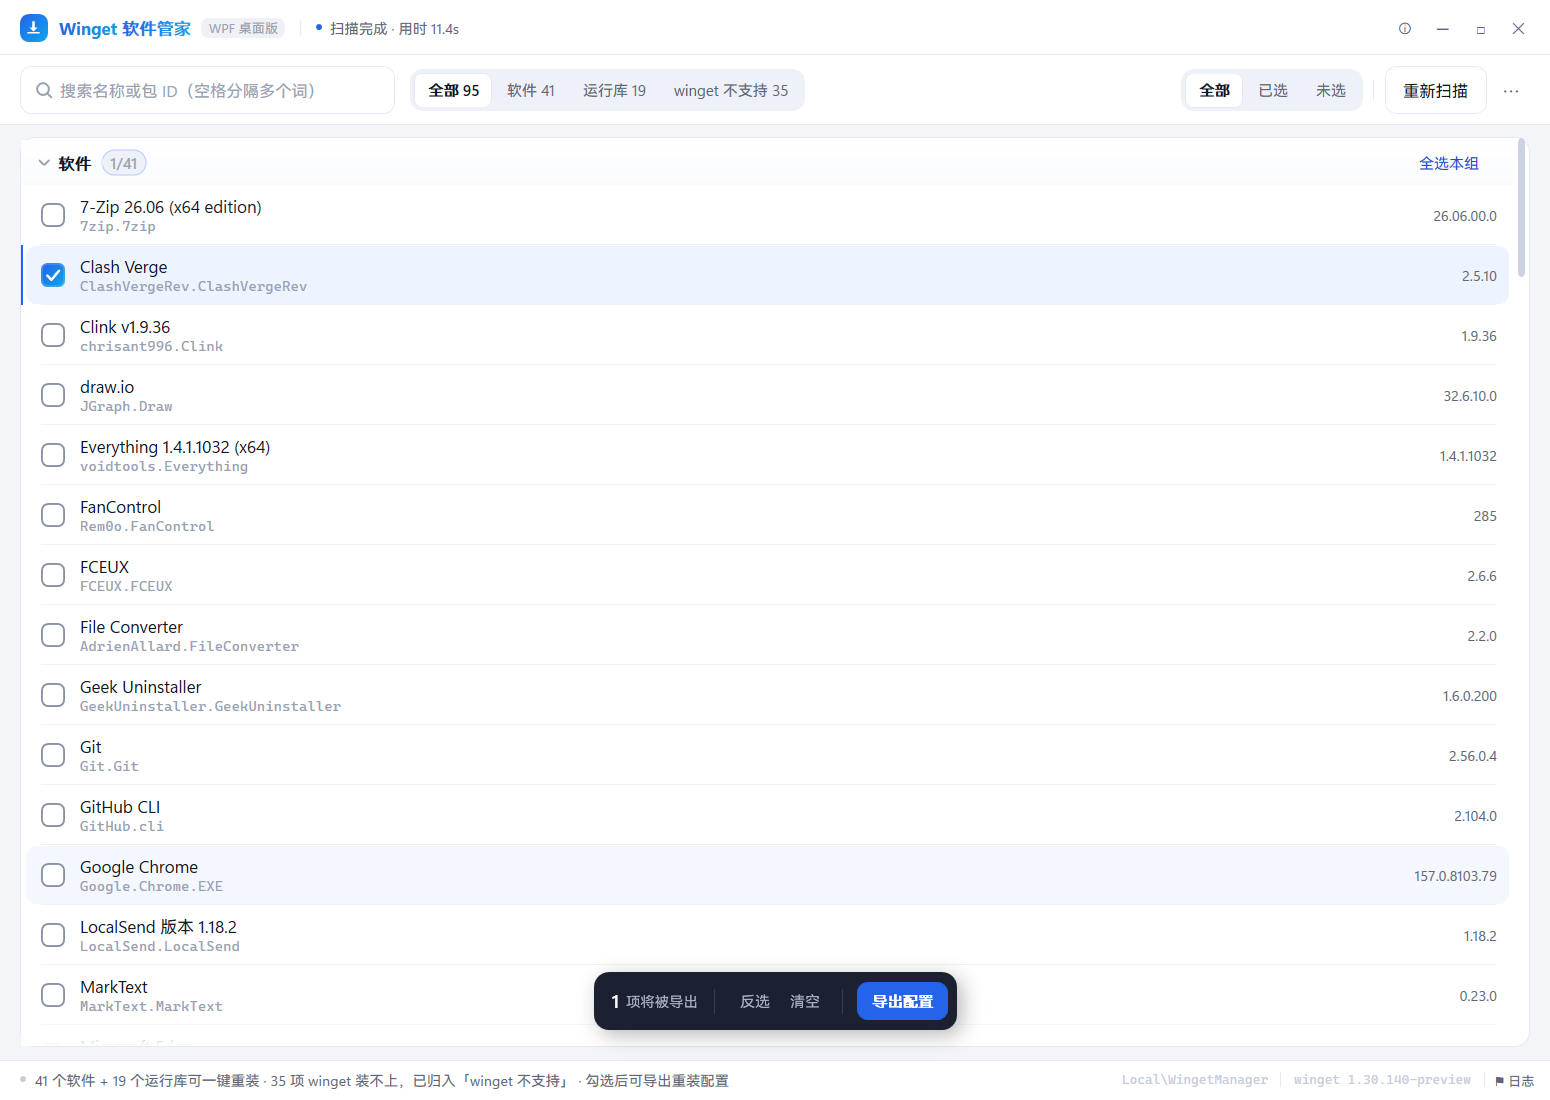 Winget 软件管家 WPF 桌面版 扫描完成 · 用时 11.4s
搜索名称或包 ID（空格分隔多个词） 全部 95 软件 41 运行库 19 winget 不支持 35 全部 已选 未选 重新扫描 ···
软件 1/41 全选本组
7-Zip 26.06 (x64 edition)
7zip.7zip
26.06.00.0
Clash Verge
ClashVergeRev.ClashVergeRev
2.5.10
Clink v1.9.36
chrisant996.Clink
1.9.36
draw.io
JGraph.Draw
32.6.10.0
Everything 1.4.1.1032 (x64)
voidtools.Everything
1.4.1.1032
FanControl
Rem0o.FanControl
285
FCEUX
FCEUX.FCEUX
2.6.6
File Converter
AdrienAllard.FileConverter
2.2.0
Geek Uninstaller
GeekUninstaller.GeekUninstaller
1.6.0.200
Git
Git.Git
2.56.0.4
GitHub CLI
GitHub.cli
2.104.0
Google Chrome
Google.Chrome.EXE
157.0.8103.79
LocalSend 版本 1.18.2
LocalSend.LocalSend
1.18.2
MarkText
MarkText.MarkText
0.23.0
1 项将被导出 反选 清空 导出配置
41 个软件 + 19 个运行库可一键重装 · 35 项 winget 装不上，已归入「winget 不支持」 · 勾选后可导出重装配置 Local\WingetManager winget 1.30.140-preview 日志